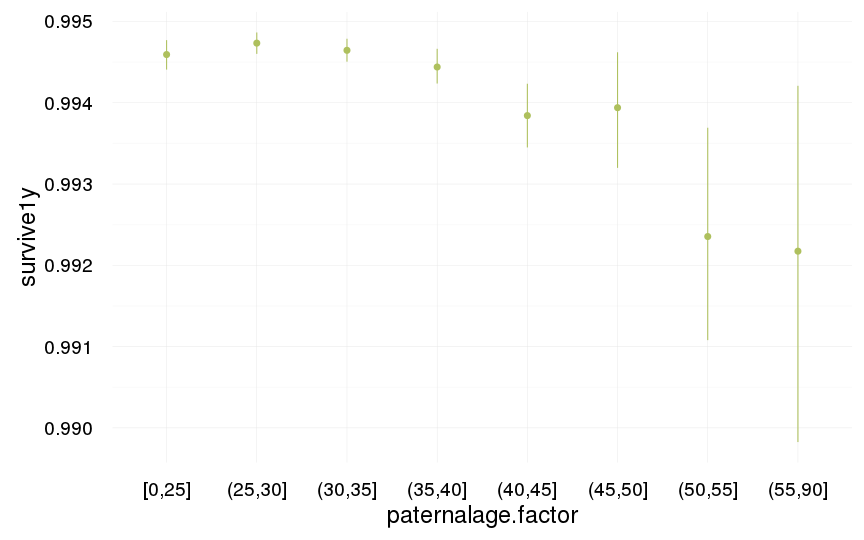 0.995
0.994
0.993
0.992
0.991
0.990
survive1y
[0,25] (25,30] (30,35] (35,40] (40,45] (45,50] (50,55] (55,90]
paternalage.factor